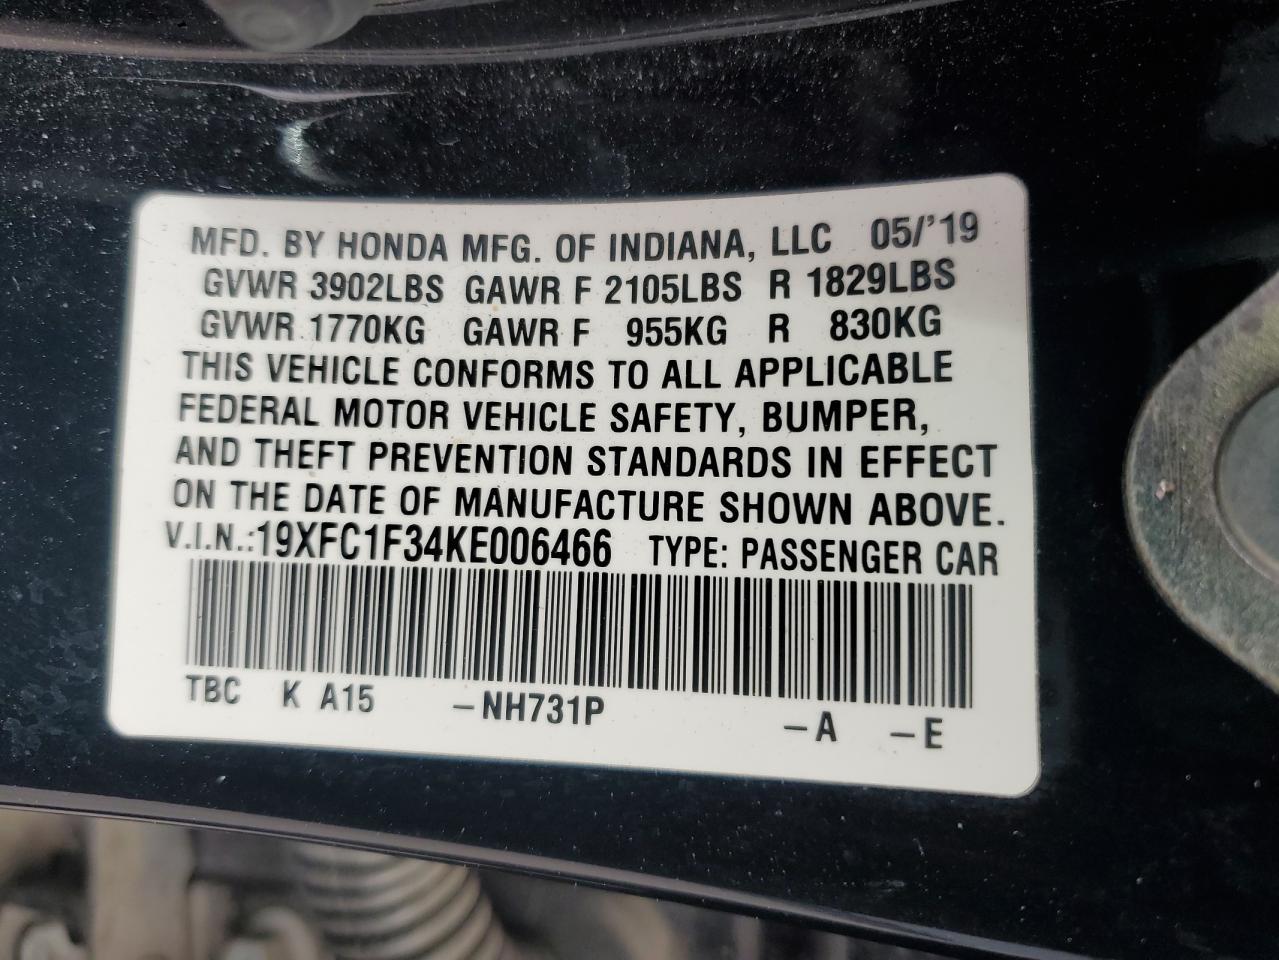 MFD. BY HONDA MFG. OF INDIANA, LLC 05/'19
GVWR 3902LBS GAWR F 2105LBS R 1829LBS
GVWR 1770KG GAWR F 955KG R 830KG
THIS VEHICLE CONFORMS TO ALL APPLICABLE
FEDERAL MOTOR VEHICLE SAFETY, BUMPER,
AND THEFT PREVENTION STANDARDS IN EFFECT
ON THE DATE OF MANUFACTURE SHOWN ABOVE.
V.I.N.:19XFC1F34KE006466 TYPE: PASSENGER CAR
TBC K A15 –NH731P –A –E